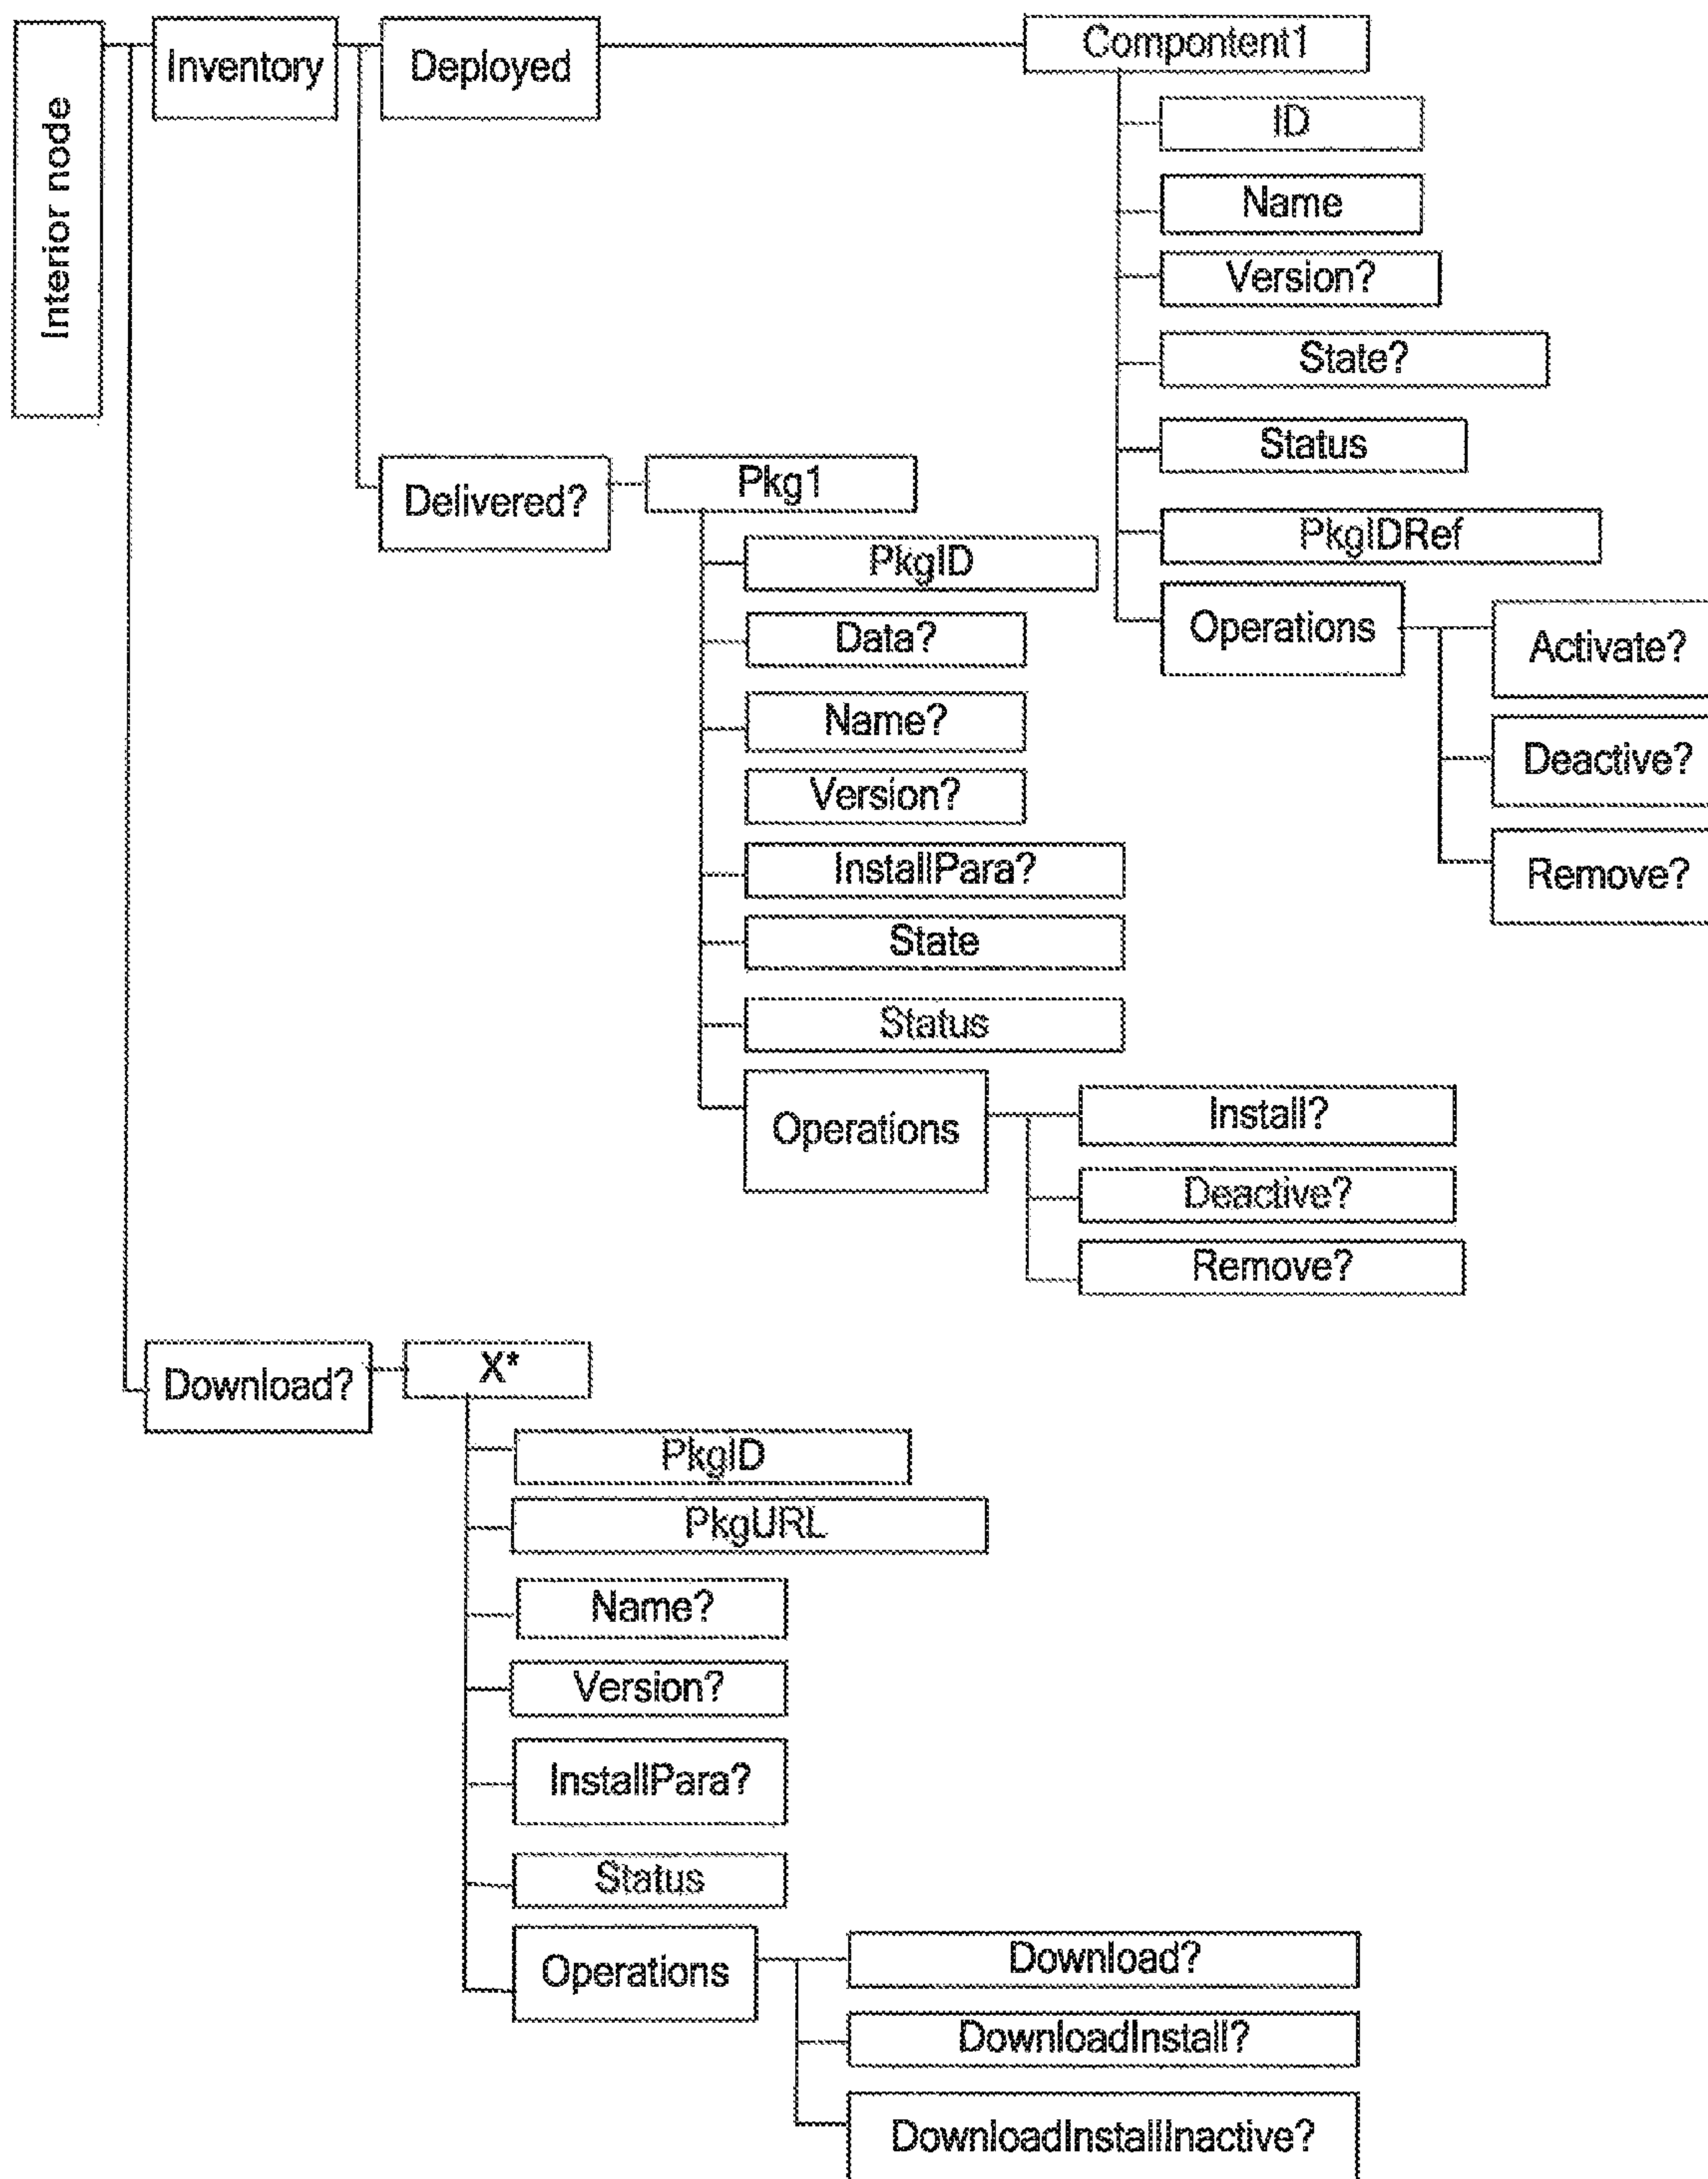 Interior node
Inventory
Deployed
Compontent1
ID
Name
Version?
State?
Status
PkgIDRef
Operations
Activate?
Deactive?
Remove?
Delivered?
Pkg1
PkgID
Data?
Name?
Version?
InstallPara?
State
Status
Operations
Install?
Deactive?
Remove?
Download?
X*
PkgID
PkgURL
Name?
Version?
InstallPara?
Status
Operations
Download?
DownloadInstall?
DownloadInstallInactive?